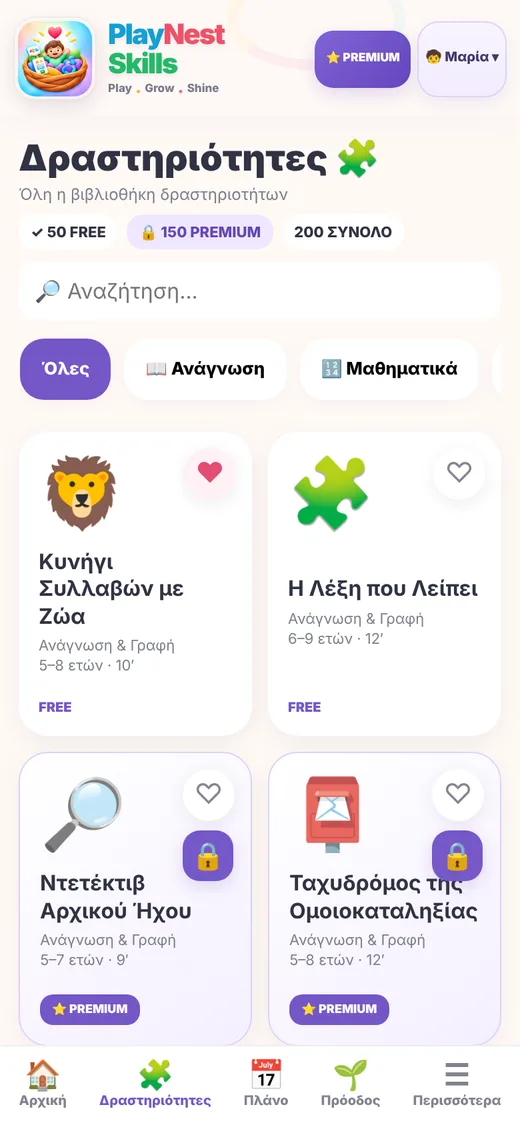 PlayNest
Skills
Play . Grow . Shine
⭐ PREMIUM
🧒 Μαρία ▾
Δραστηριότητες 🧩
Όλη η βιβλιοθήκη δραστηριοτήτων
✓ 50 FREE
🔒 150 PREMIUM
200 ΣΥΝΟΛΟ
🔎 Αναζήτηση...
Όλες
📖 Ανάγνωση
🔢 Μαθηματικά
Κυνήγι
Συλλαβών με
Ζώα
Ανάγνωση & Γραφή
5–8 ετών · 10′
FREE
Η Λέξη που Λείπει
Ανάγνωση & Γραφή
6–9 ετών · 12′
FREE
Ντετέκτιβ
Αρχικού Ήχου
Ανάγνωση & Γραφή
5–7 ετών · 9′
⭐ PREMIUM
Ταχυδρόμος της
Ομοιοκαταληξίας
Ανάγνωση & Γραφή
5–8 ετών · 12′
⭐ PREMIUM
Αρχική
Δραστηριότητες
Πλάνο
Πρόοδος
Περισσότερα